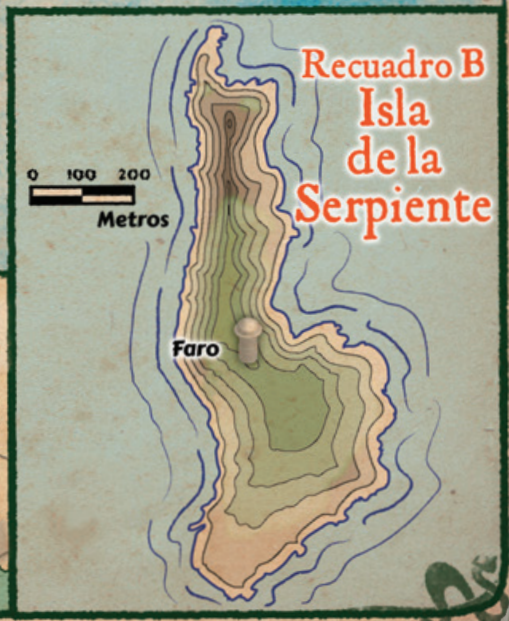 Recuadro B
Isla
de la
Serpiente
0 100 200
Metros
Faro